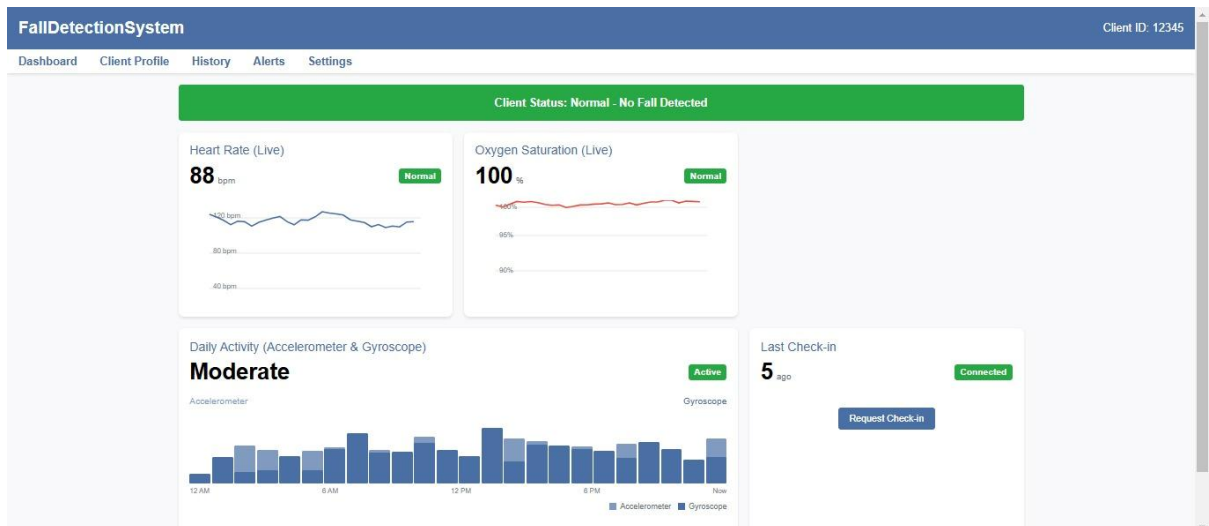 FallDetectionSystem
Client ID: 12345
Dashboard Client Profile History Alerts Settings
Client Status: Normal - No Fall Detected
Heart Rate (Live)
88 bpm
Normal
120 bpm
80 bpm
40 bpm
Oxygen Saturation (Live)
100 %
Normal
100%
95%
90%
Daily Activity (Accelerometer & Gyroscope)
Moderate
Active
Accelerometer
Gyroscope
12 AM 6 AM 12 PM 6 PM Now
Accelerometer Gyroscope
Last Check-in
5 ago
Connected
Request Check-in